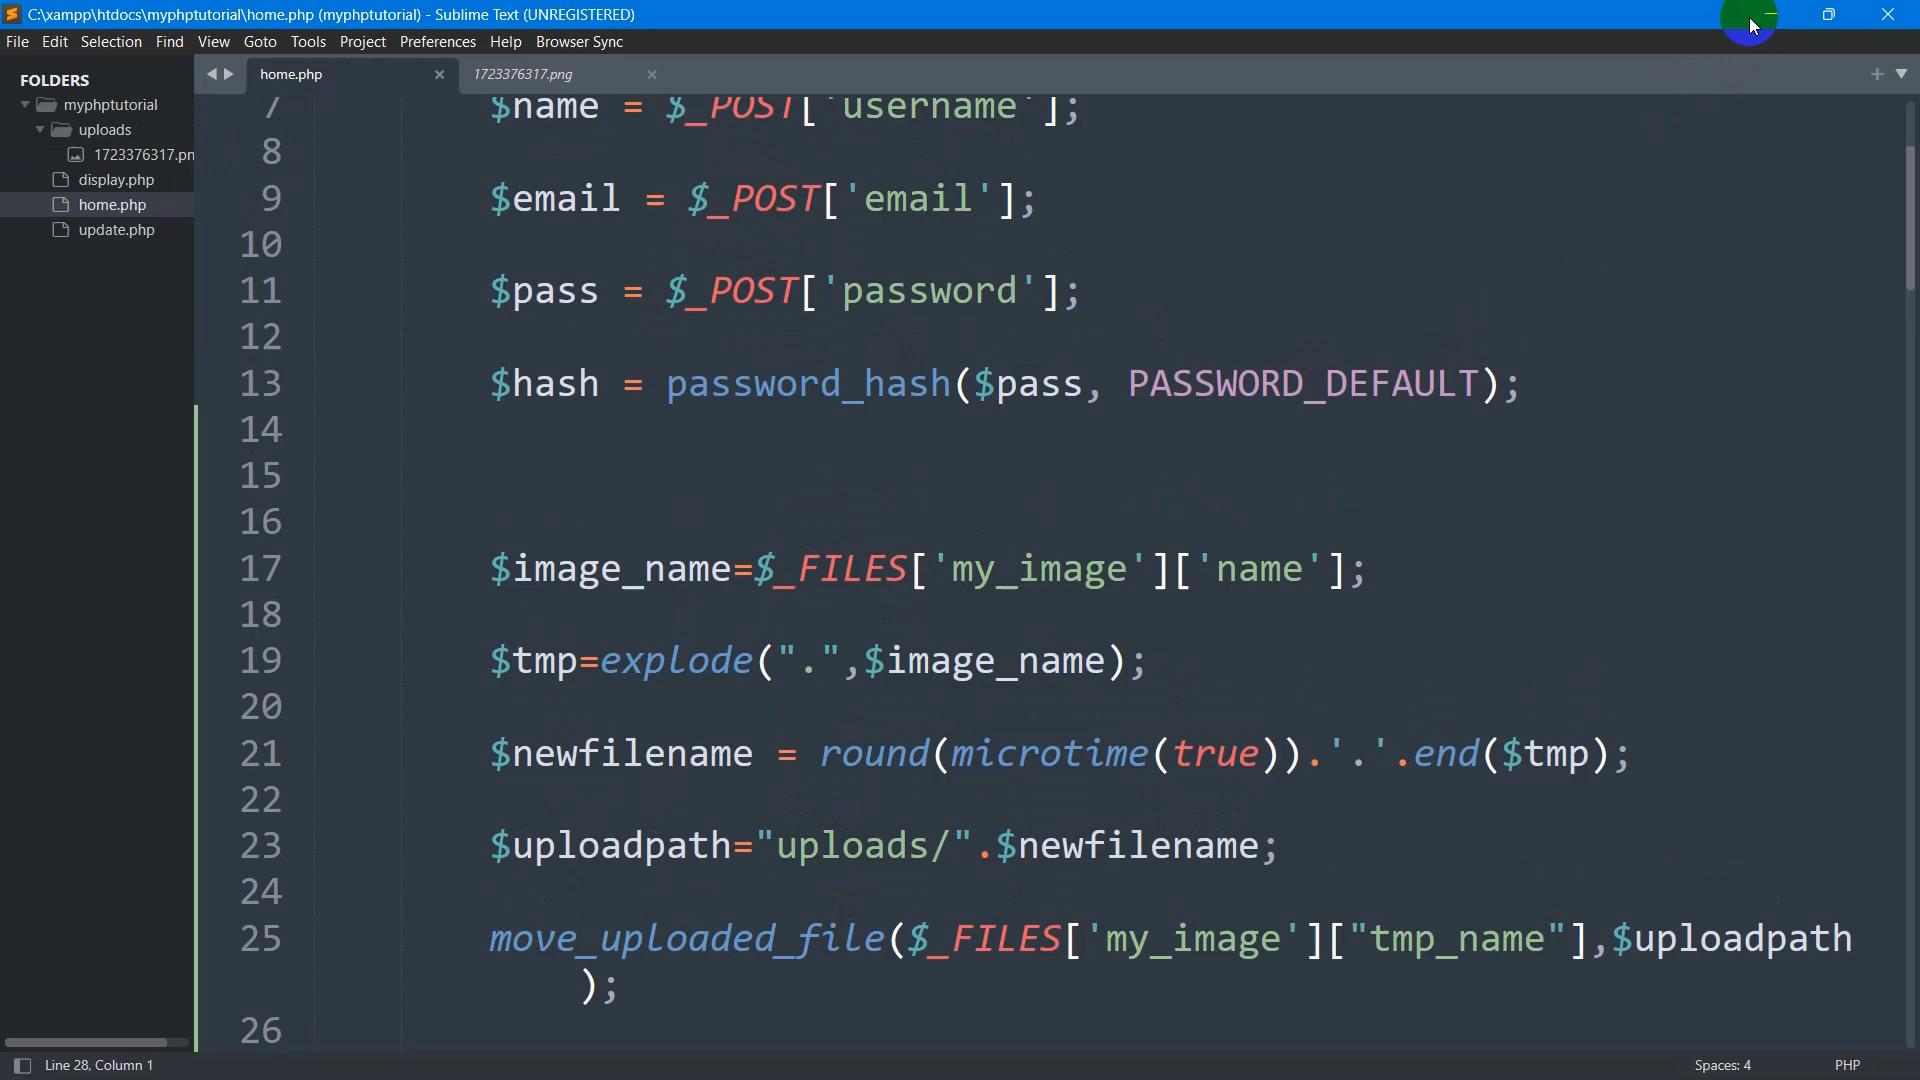 C:\xampp\htdocs\myphptutorial\home.php (myphptutorial) - Sublime Text (UNREGISTERED)
File Edit Selection Find View Goto Tools Project Preferences Help Browser Sync
FOLDERS
myphptutorial
uploads
1723376317.pn
display.php
home.php
update.php
home.php 1723376317.png
7 $name = $_POST['username'];
8
9 $email = $_POST['email'];
10
11 $pass = $_POST['password'];
12
13 $hash = password_hash($pass, PASSWORD_DEFAULT);
14
15
16
17 $image_name=$_FILES['my_image']['name'];
18
19 $tmp=explode(".",$image_name);
20
21 $newfilename = round(microtime(true)).'.'.end($tmp);
22
23 $uploadpath="uploads/".$newfilename;
24
25 move_uploaded_file($_FILES['my_image']["tmp_name"],$uploadpath
);
26
Line 28, Column 1 Spaces: 4 PHP